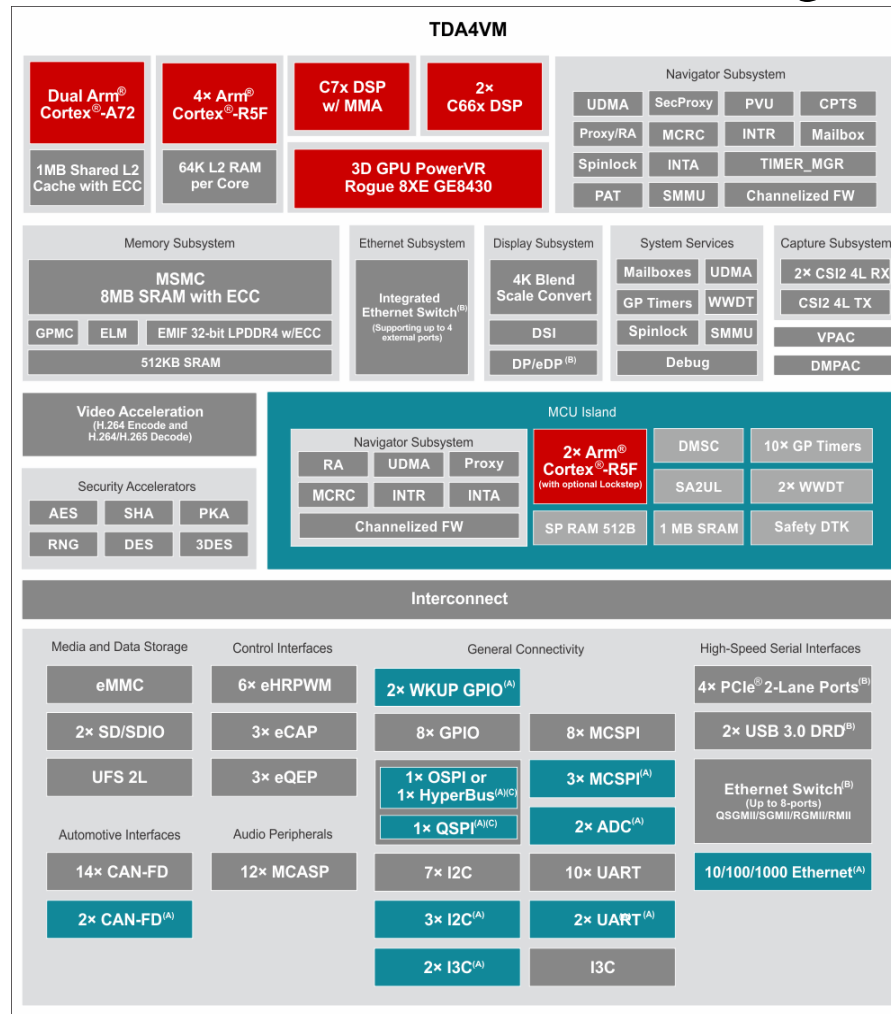 TDA4VM
Dual Arm®
Cortex®-A72
1MB Shared L2
Cache with ECC
4× Arm®
Cortex®-R5F
64K L2 RAM
per Core
C7x DSP
w/ MMA
2×
C66x DSP
3D GPU PowerVR
Rogue 8XE GE8430
Navigator Subsystem
UDMA
SecProxy
PVU
CPTS
Proxy/RA
MCRC
INTR
Mailbox
Spinlock
INTA
TIMER_MGR
PAT
SMMU
Channelized FW
Memory Subsystem
MSMC
8MB SRAM with ECC
GPMC
ELM
EMIF 32-bit LPDDR4 w/ECC
512KB SRAM
Ethernet Subsystem
Integrated
Ethernet Switch(B)
(Supporting up to 4
external ports)
Display Subsystem
4K Blend
Scale Convert
DSI
DP/eDP(B)
System Services
Mailboxes
UDMA
GP Timers
WWDT
Spinlock
SMMU
Debug
Capture Subsystem
2× CSI2 4L RX
CSI2 4L TX
VPAC
DMPAC
Video Acceleration
(H.264 Encode and
H.264/H.265 Decode)
Security Accelerators
AES
SHA
PKA
RNG
DES
3DES
MCU Island
Navigator Subsystem
RA
UDMA
Proxy
MCRC
INTR
INTA
Channelized FW
2× Arm®
Cortex®-R5F
(with optional Lockstep)
DMSC
10× GP Timers
SA2UL
2× WWDT
SP RAM 512B
1 MB SRAM
Safety DTK
Interconnect
Media and Data Storage
eMMC
2× SD/SDIO
UFS 2L
Automotive Interfaces
14× CAN-FD
2× CAN-FD(A)
Control Interfaces
6× eHRPWM
3× eCAP
3× eQEP
Audio Peripherals
12× MCASP
General Connectivity
2× WKUP GPIO(A)
8× GPIO
8× MCSPI
1× OSPI or
1× HyperBus(A)(C)
1× QSPI(A)(C)
3× MCSPI(A)
2× ADC(A)
7× I2C
10× UART
3× I2C(A)
2× UART(A)
2× I3C(A)
I3C
High-Speed Serial Interfaces
4× PCIe® 2-Lane Ports(B)
2× USB 3.0 DRD(B)
Ethernet Switch(B)
(Up to 8-ports)
QSGMII/SGMII/RGMII/RMII
10/100/1000 Ethernet(A)